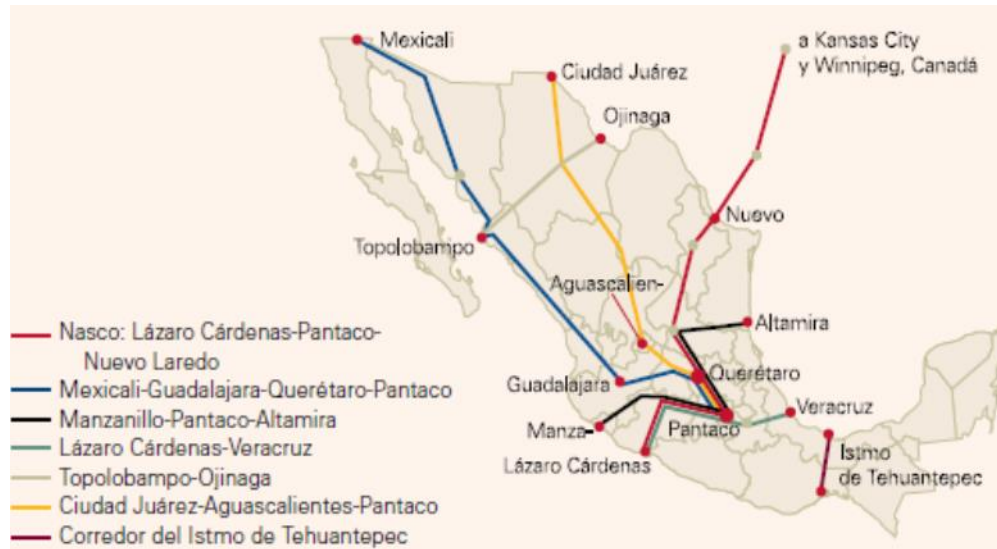 Mexicali
a Kansas City
y Winnipeg, Canadá
Ciudad Juárez
Ojinaga
Nuevo
Topolobampo
Aguascalien-
Altamira
Guadalajara
Querétaro
Veracruz
Manza-
Pantaco
Lázaro Cárdenas
Istmo
de Tehuantepec
Nasco: Lázaro Cárdenas-Pantaco-
Nuevo Laredo
Mexicali-Guadalajara-Querétaro-Pantaco
Manzanillo-Pantaco-Altamira
Lázaro Cárdenas-Veracruz
Topolobampo-Ojinaga
Ciudad Juárez-Aguascalientes-Pantaco
Corredor del Istmo de Tehuantepec